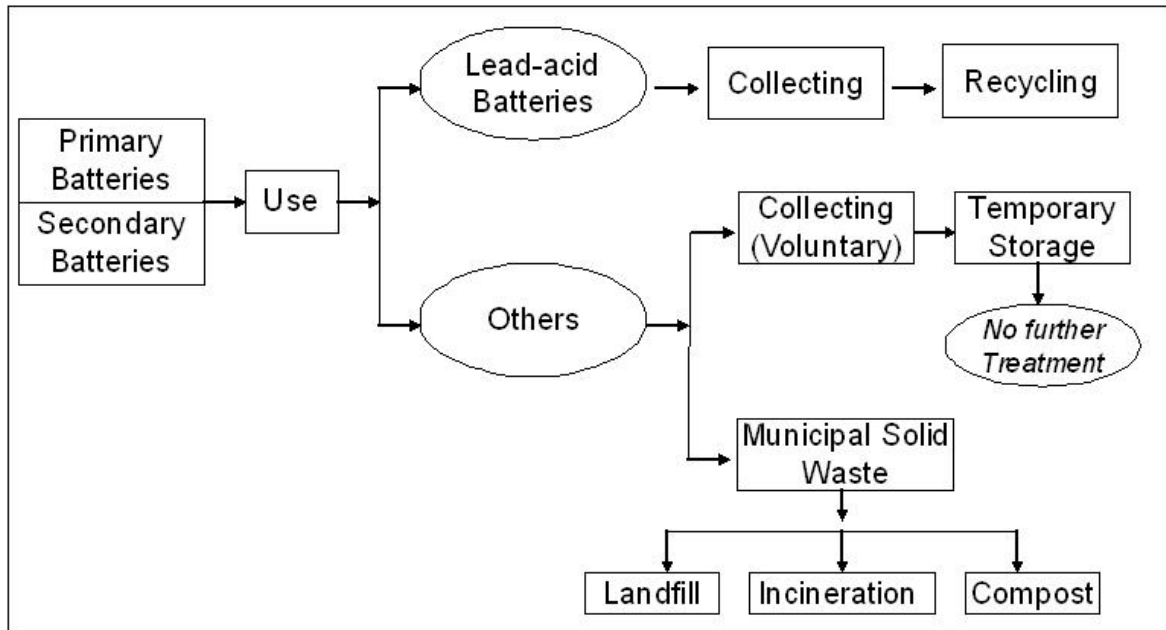 Primary
Batteries
Secondary
Batteries
Use
Lead-acid
Batteries
Collecting
Recycling
Others
Collecting
(Voluntary)
Temporary
Storage
No further
Treatment
Municipal Solid
Waste
Landfill
Incineration
Compost